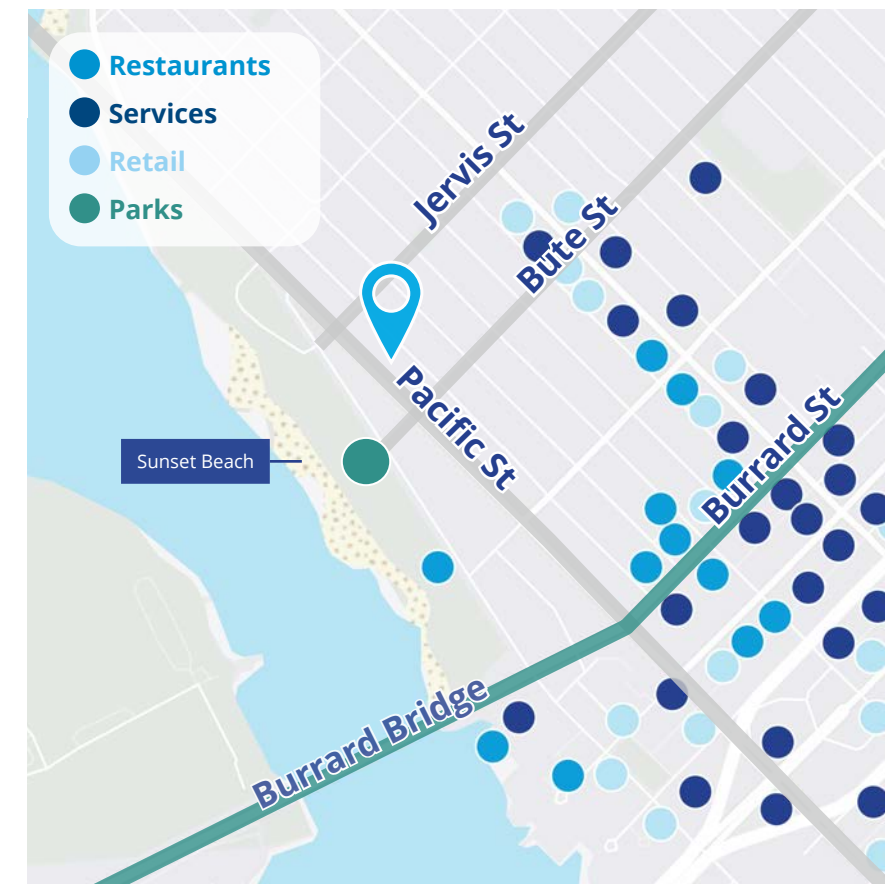 Restaurants
Services
Retail
Parks
Jervis St
Bute St
Pacific St
Burrard St
Sunset Beach
Burrard Bridge